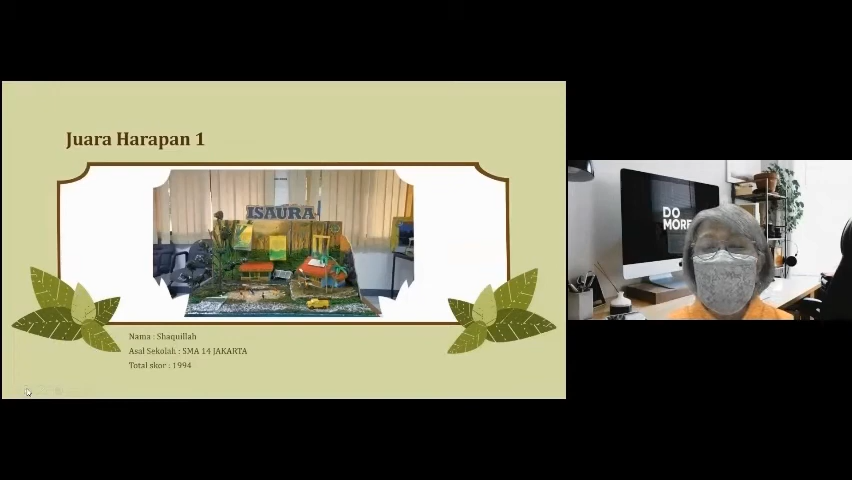 Juara Harapan 1
ISAURA
Nama : Shaquillah
Asal Sekolah : SMA 14 JAKARTA
Total skor : 1994
DO
MORE